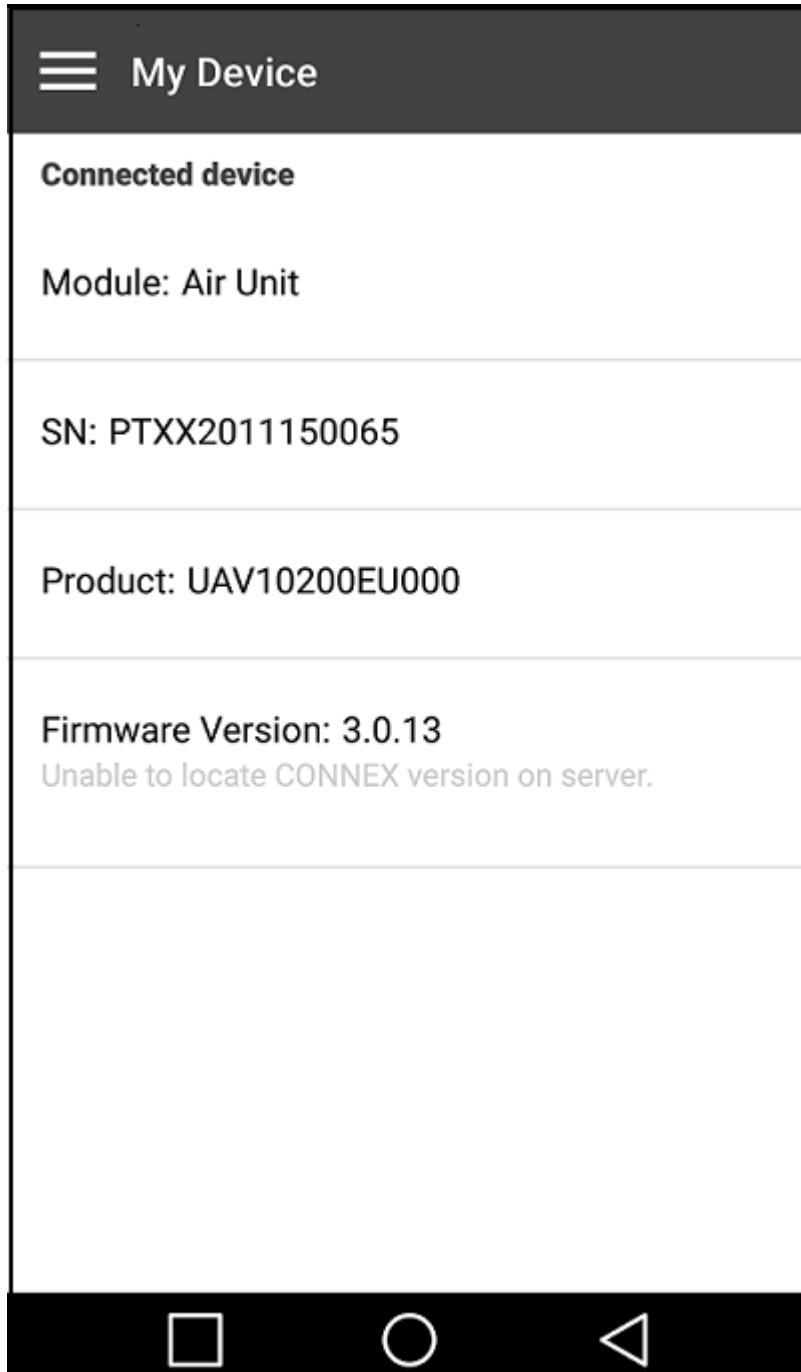 My Device
Connected device
Module: Air Unit
SN: PTXX2011150065
Product: UAV10200EU000
Firmware Version: 3.0.13
Unable to locate CONNEX version on server.